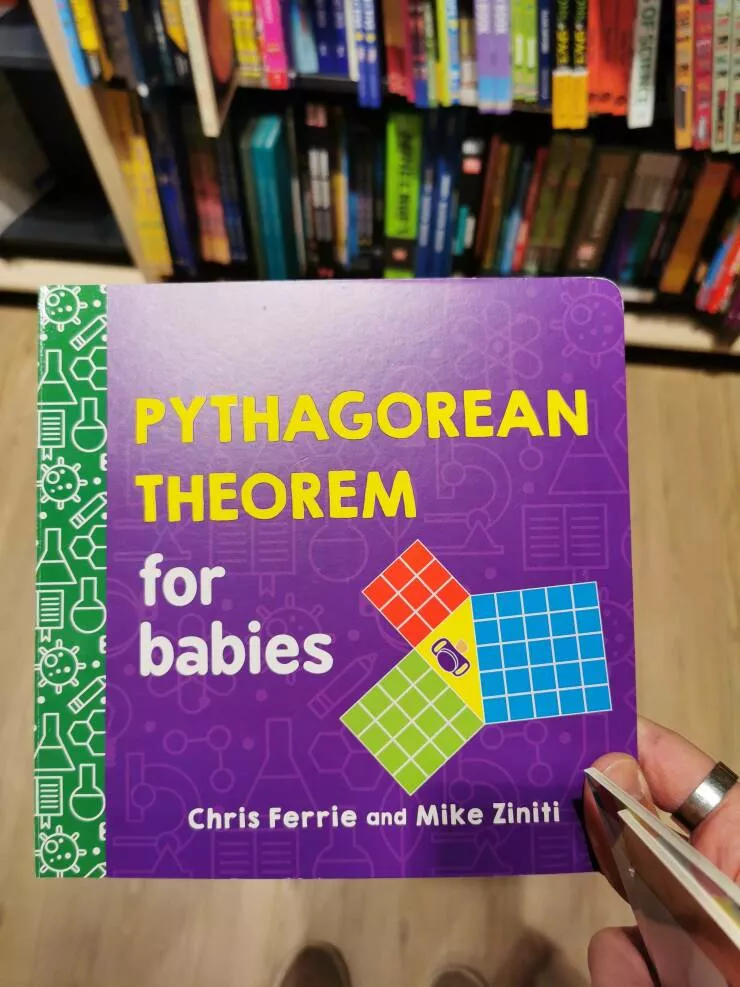 PYTHAGOREAN
THEOREM
for
babies
Chris Ferrie and Mike Ziniti